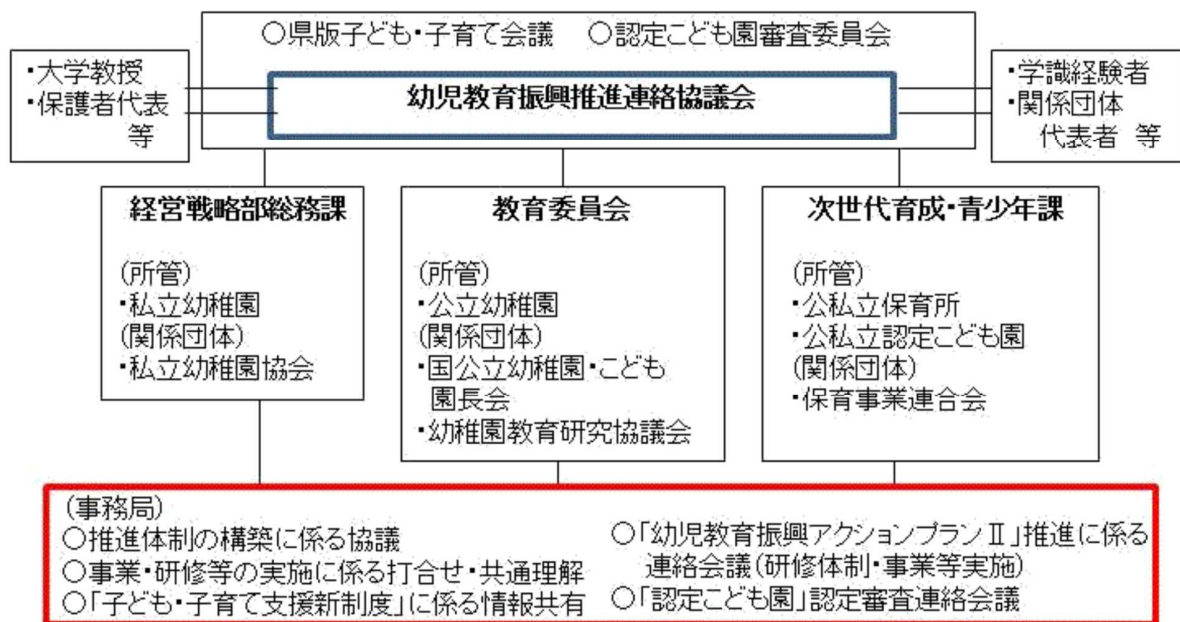 ○県版子ども・子育て会議　○認定こども園審査委員会
・大学教授
・保護者代表
等
幼児教育振興推進連絡協議会
・学識経験者
・関係団体
代表者 等
経営戦略部総務課
(所管)
・私立幼稚園
(関係団体)
・私立幼稚園協会
教育委員会
(所管)
・公立幼稚園
(関係団体)
・国公立幼稚園・こども
園長会
・幼稚園教育研究協議会
次世代育成・青少年課
(所管)
・公私立保育所
・公私立認定こども園
(関係団体)
・保育事業連合会
(事務局)
○推進体制の構築に係る協議
○事業・研修等の実施に係る打合せ・共通理解
○「子ども・子育て支援新制度」に係る情報共有
○「幼児教育振興アクションプランⅡ」推進に係る
連絡会議(研修体制・事業等実施)
○「認定こども園」認定審査連絡会議